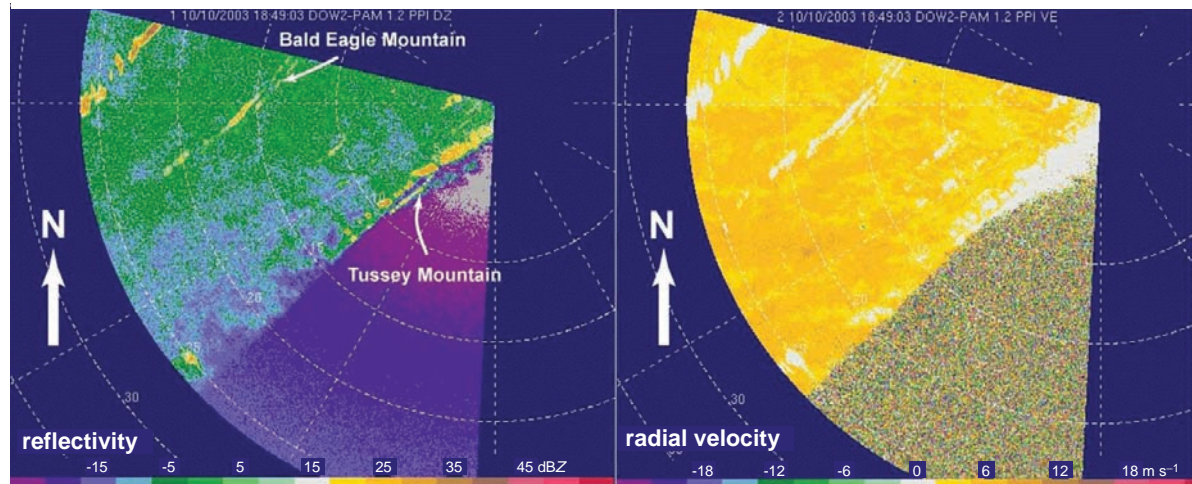 1 10/10/2003 18:49:03 DOW2-PAM 1.2 PPI DZ
Bald Eagle Mountain
N
15
Tussey Mountain
20
25
30
reflectivity
-15 -5 5 15 25 35 45 dBZ
2 10/10/2003 18:49:03 DOW2-PAM 1.2 PPI VE
N
20
30
radial velocity
-18 -12 -6 0 6 12 18 m s⁻¹